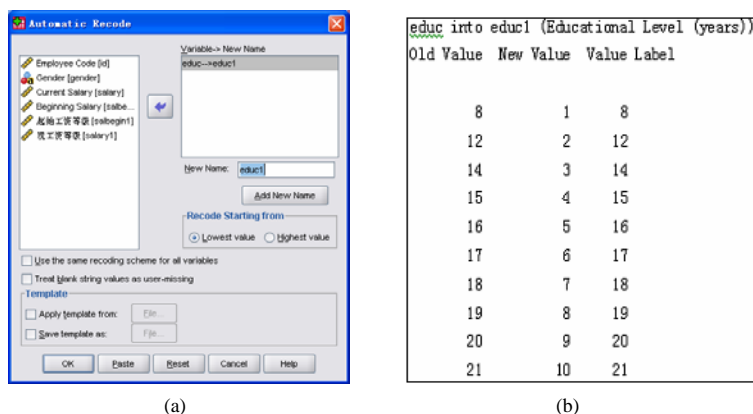 Automatic Recode
Employee Code [id]
Gender [gender]
Current Salary [salary]
Beginning Salary [salbe...
起始工资等级 [salbegin1]
现工资等级 [salary1]
Variable-> New Name
educ-->educ1
New Name: educ1
Add New Name
Recode Starting from
Lowest value Highest value
Use the same recoding scheme for all variables
Treat blank string values as user-missing
Template
Apply template from: File...
Save template as: File...
OK Paste Reset Cancel Help
(a)
educ into educ1 (Educational Level (years))
Old Value New Value Value Label
8 1 8
12 2 12
14 3 14
15 4 15
16 5 16
17 6 17
18 7 18
19 8 19
20 9 20
21 10 21
(b)